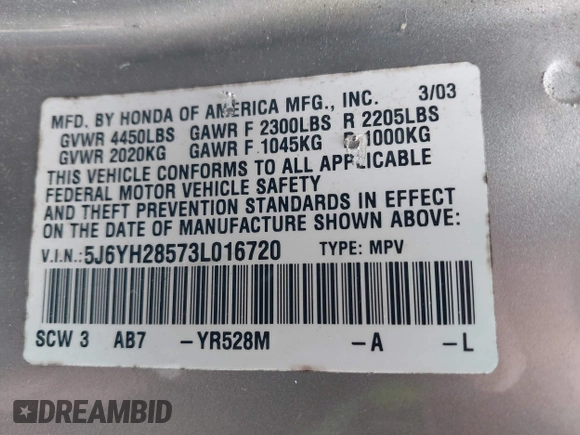 MFD. BY HONDA OF AMERICA MFG., INC. 3/03
GVWR 4450LBS GAWR F 2300LBS R 2205LBS
GVWR 2020KG GAWR F 1045KG 1000KG
THIS VEHICLE CONFORMS TO ALL APPLICABLE
FEDERAL MOTOR VEHICLE SAFETY
AND THEFT PREVENTION STANDARDS IN EFFECT
ON THE DATE OF MANUFACTURE SHOWN ABOVE:
V.I.N.: 5J6YH28573L016720 TYPE: MPV
SCW 3 AB7 -YR528M -A -L
DREAMBID